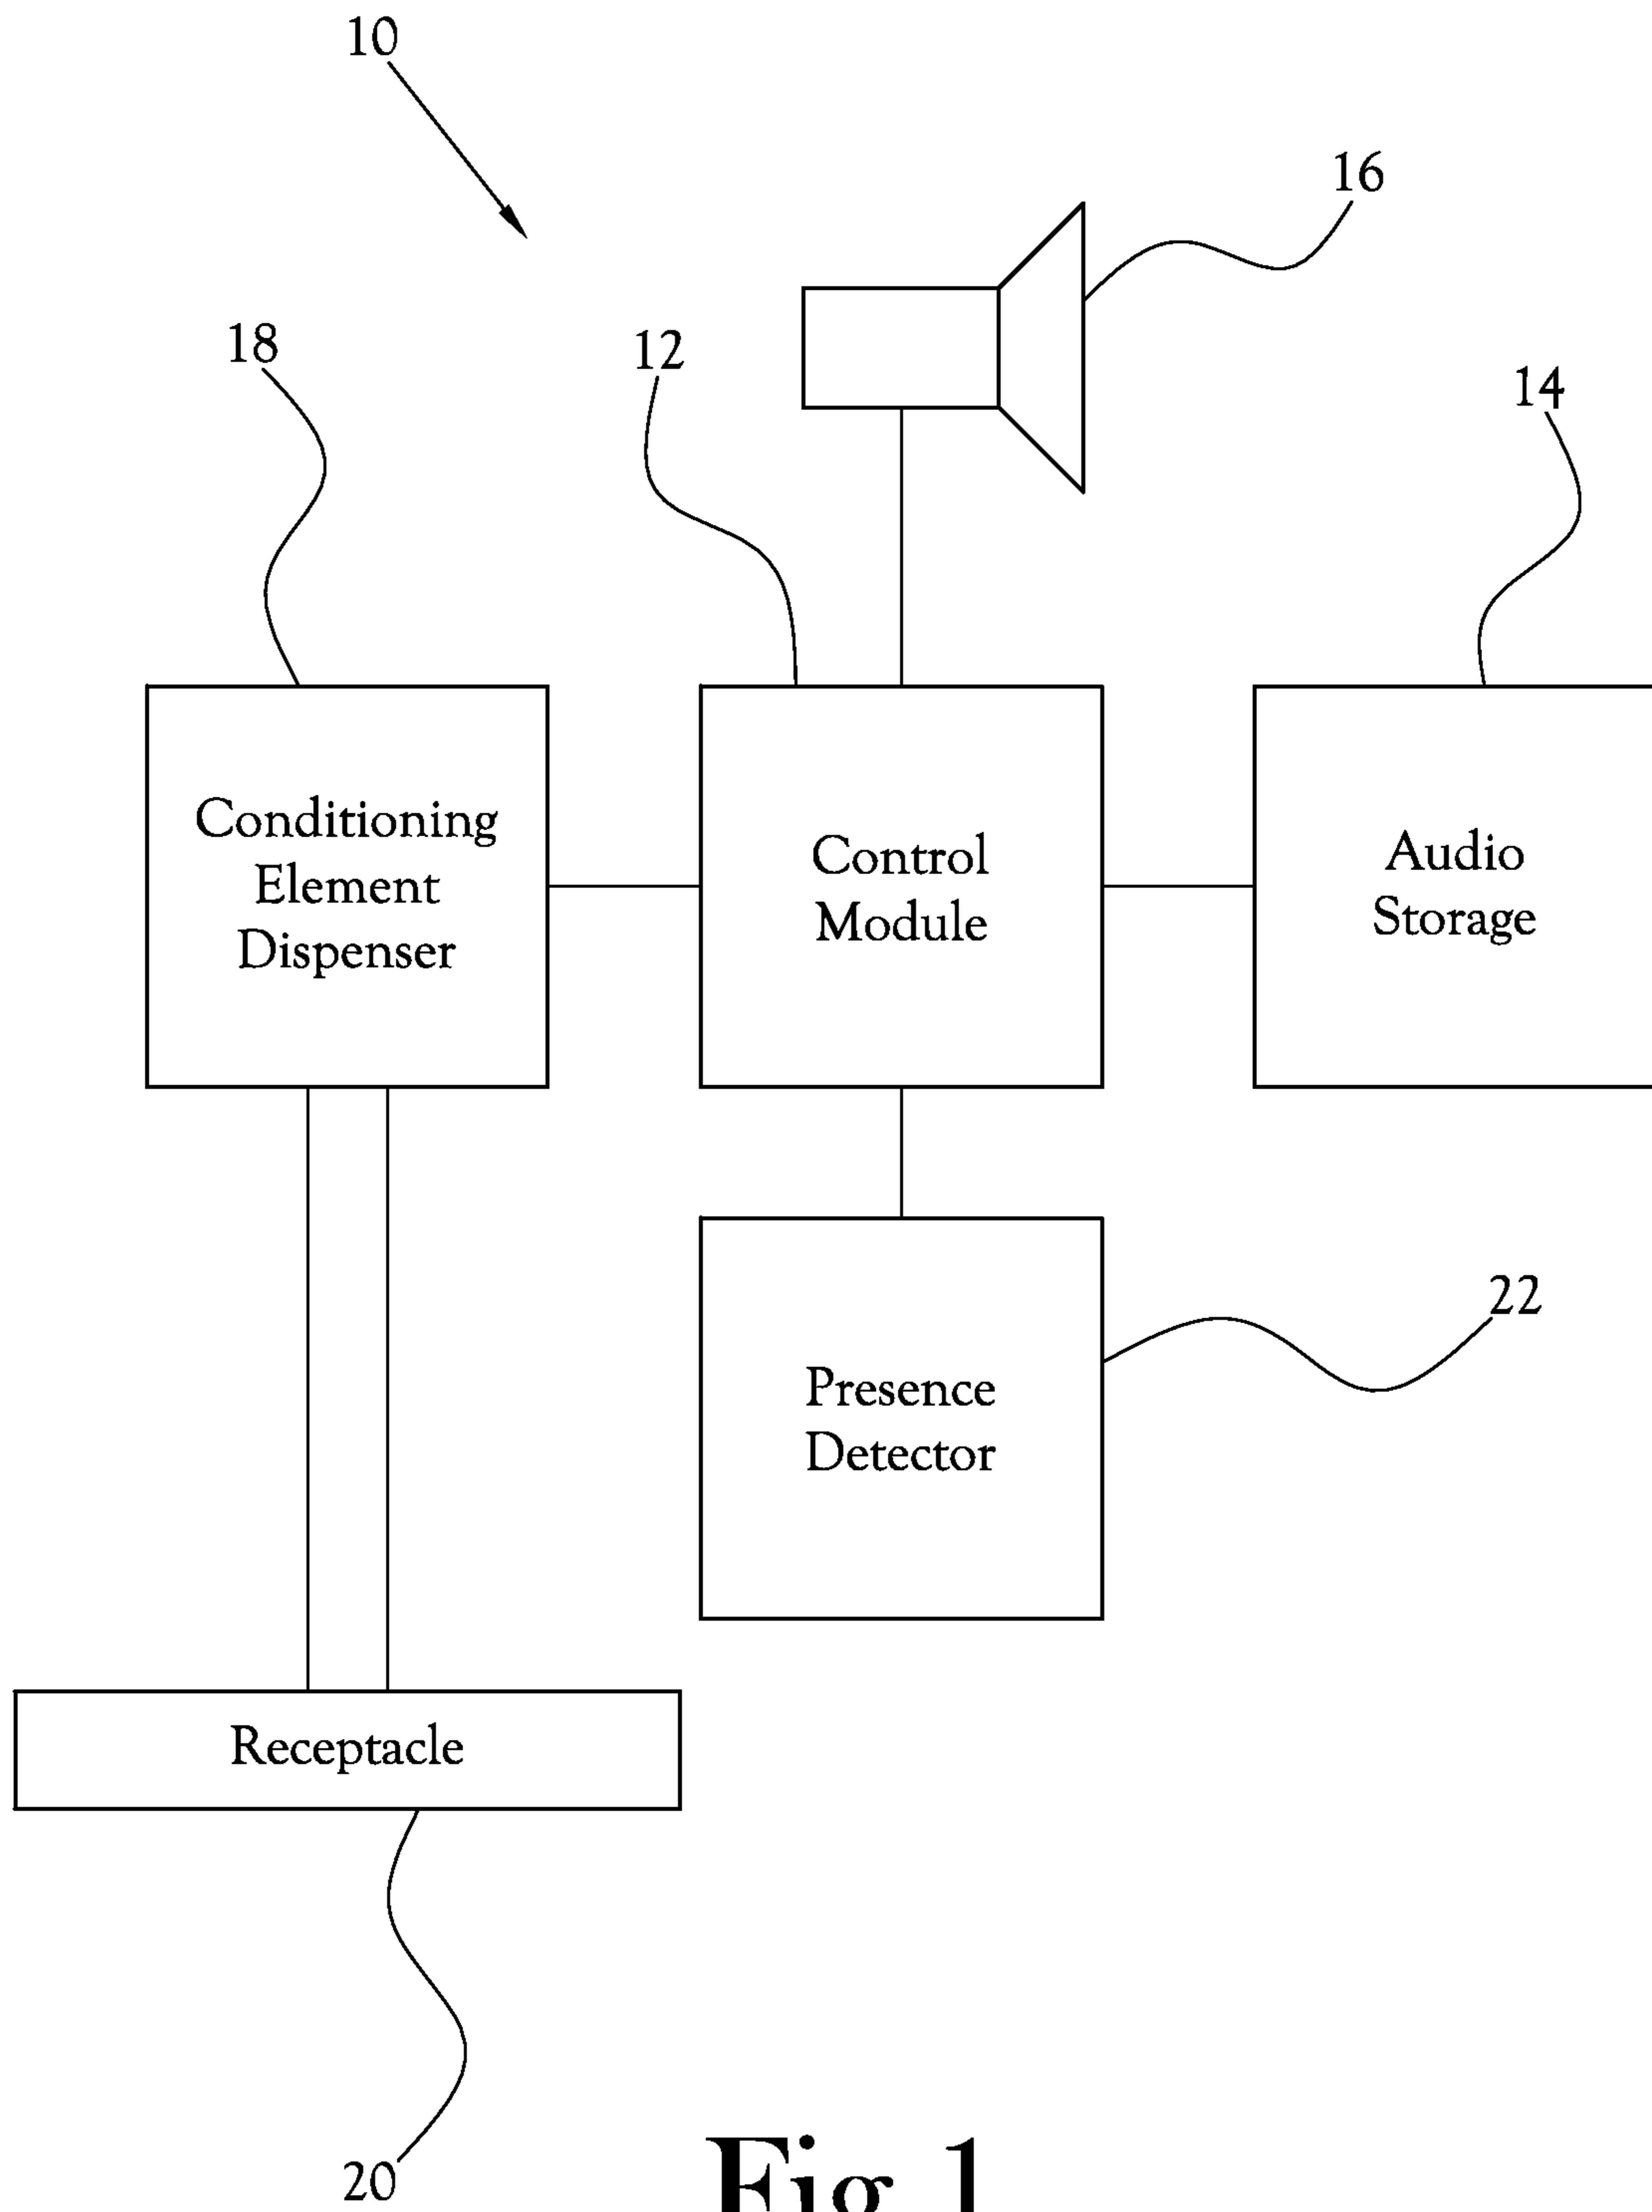 10
16
18
12
14
Conditioning
Element
Dispenser
Control
Module
Audio
Storage
22
Presence
Detector
Receptacle
20
Fig. 1